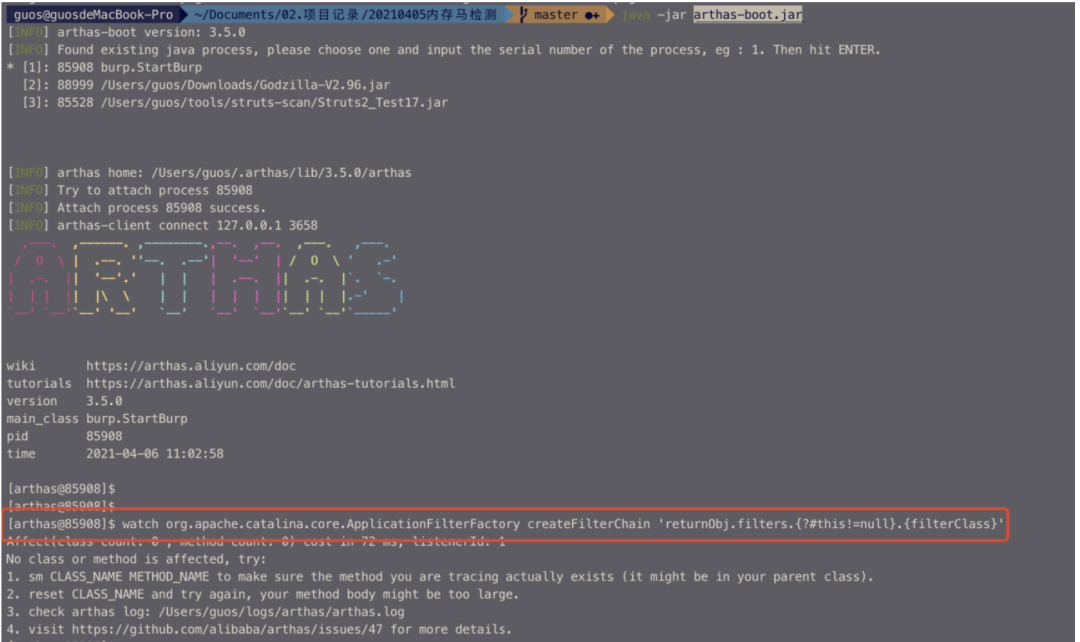 guos@guosdeMacBook-Pro ~/Documents/02.项目记录/20210405内存马检测 master ●+ java -jar arthas-boot.jar
[INFO] arthas-boot version: 3.5.0
[INFO] Found existing java process, please choose one and input the serial number of the process, eg : 1. Then hit ENTER.
* [1]: 85908 burp.StartBurp
[2]: 88999 /Users/guos/Downloads/Godzilla-V2.96.jar
[3]: 85528 /Users/guos/tools/struts-scan/Struts2_Test17.jar
[INFO] arthas home: /Users/guos/.arthas/lib/3.5.0/arthas
[INFO] Try to attach process 85908
[INFO] Attach process 85908 success.
[INFO] arthas-client connect 127.0.0.1 3658
ARTHAS
wiki https://arthas.aliyun.com/doc
tutorials https://arthas.aliyun.com/doc/arthas-tutorials.html
version 3.5.0
main_class burp.StartBurp
pid 85908
time 2021-04-06 11:02:58
[arthas@85908]$
[arthas@85908]$
[arthas@85908]$ watch org.apache.catalina.core.ApplicationFilterFactory createFilterChain 'returnObj.filters.{?#this!=null}.{filterClass}'
Affect(class count: 0 , method count: 0) cost in 72 ms, listenerId: 1
No class or method is affected, try:
1. sm CLASS_NAME METHOD_NAME to make sure the method you are tracing actually exists (it might be in your parent class).
2. reset CLASS_NAME and try again, your method body might be too large.
3. check arthas log: /Users/guos/logs/arthas/arthas.log
4. visit https://github.com/alibaba/arthas/issues/47 for more details.